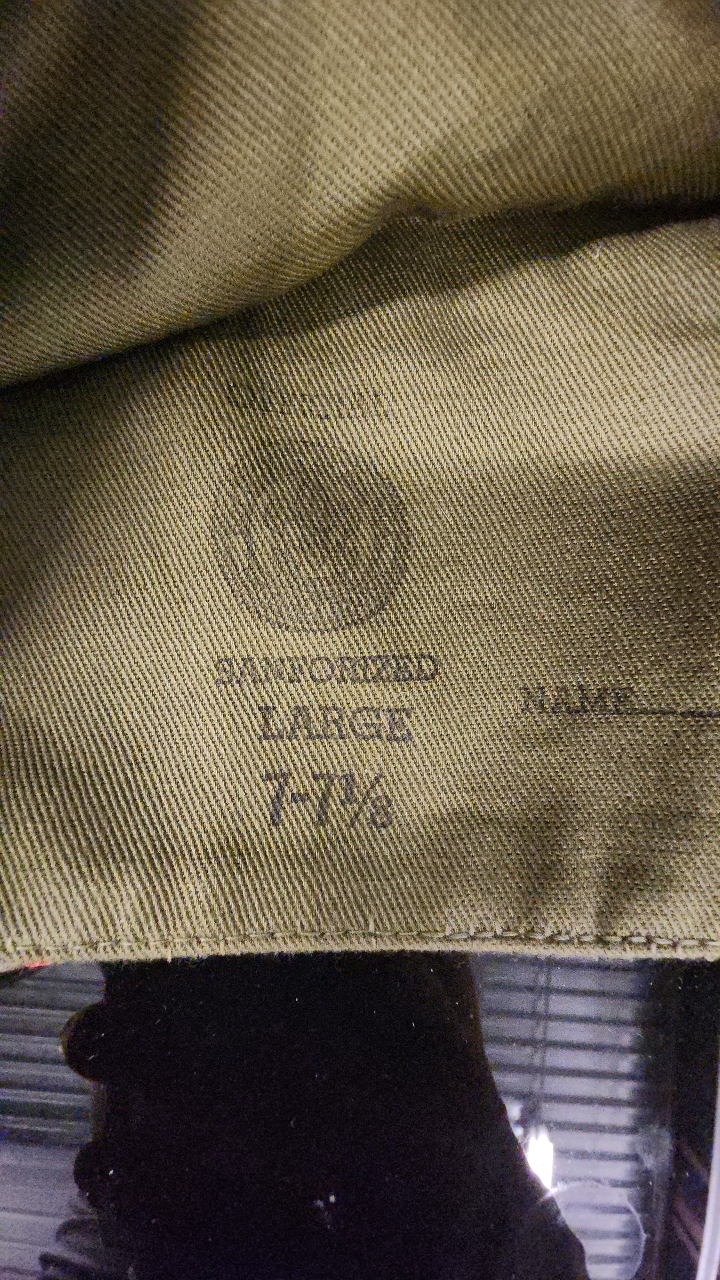 SANFORIZED
LARGE
7-7⅛
NAME